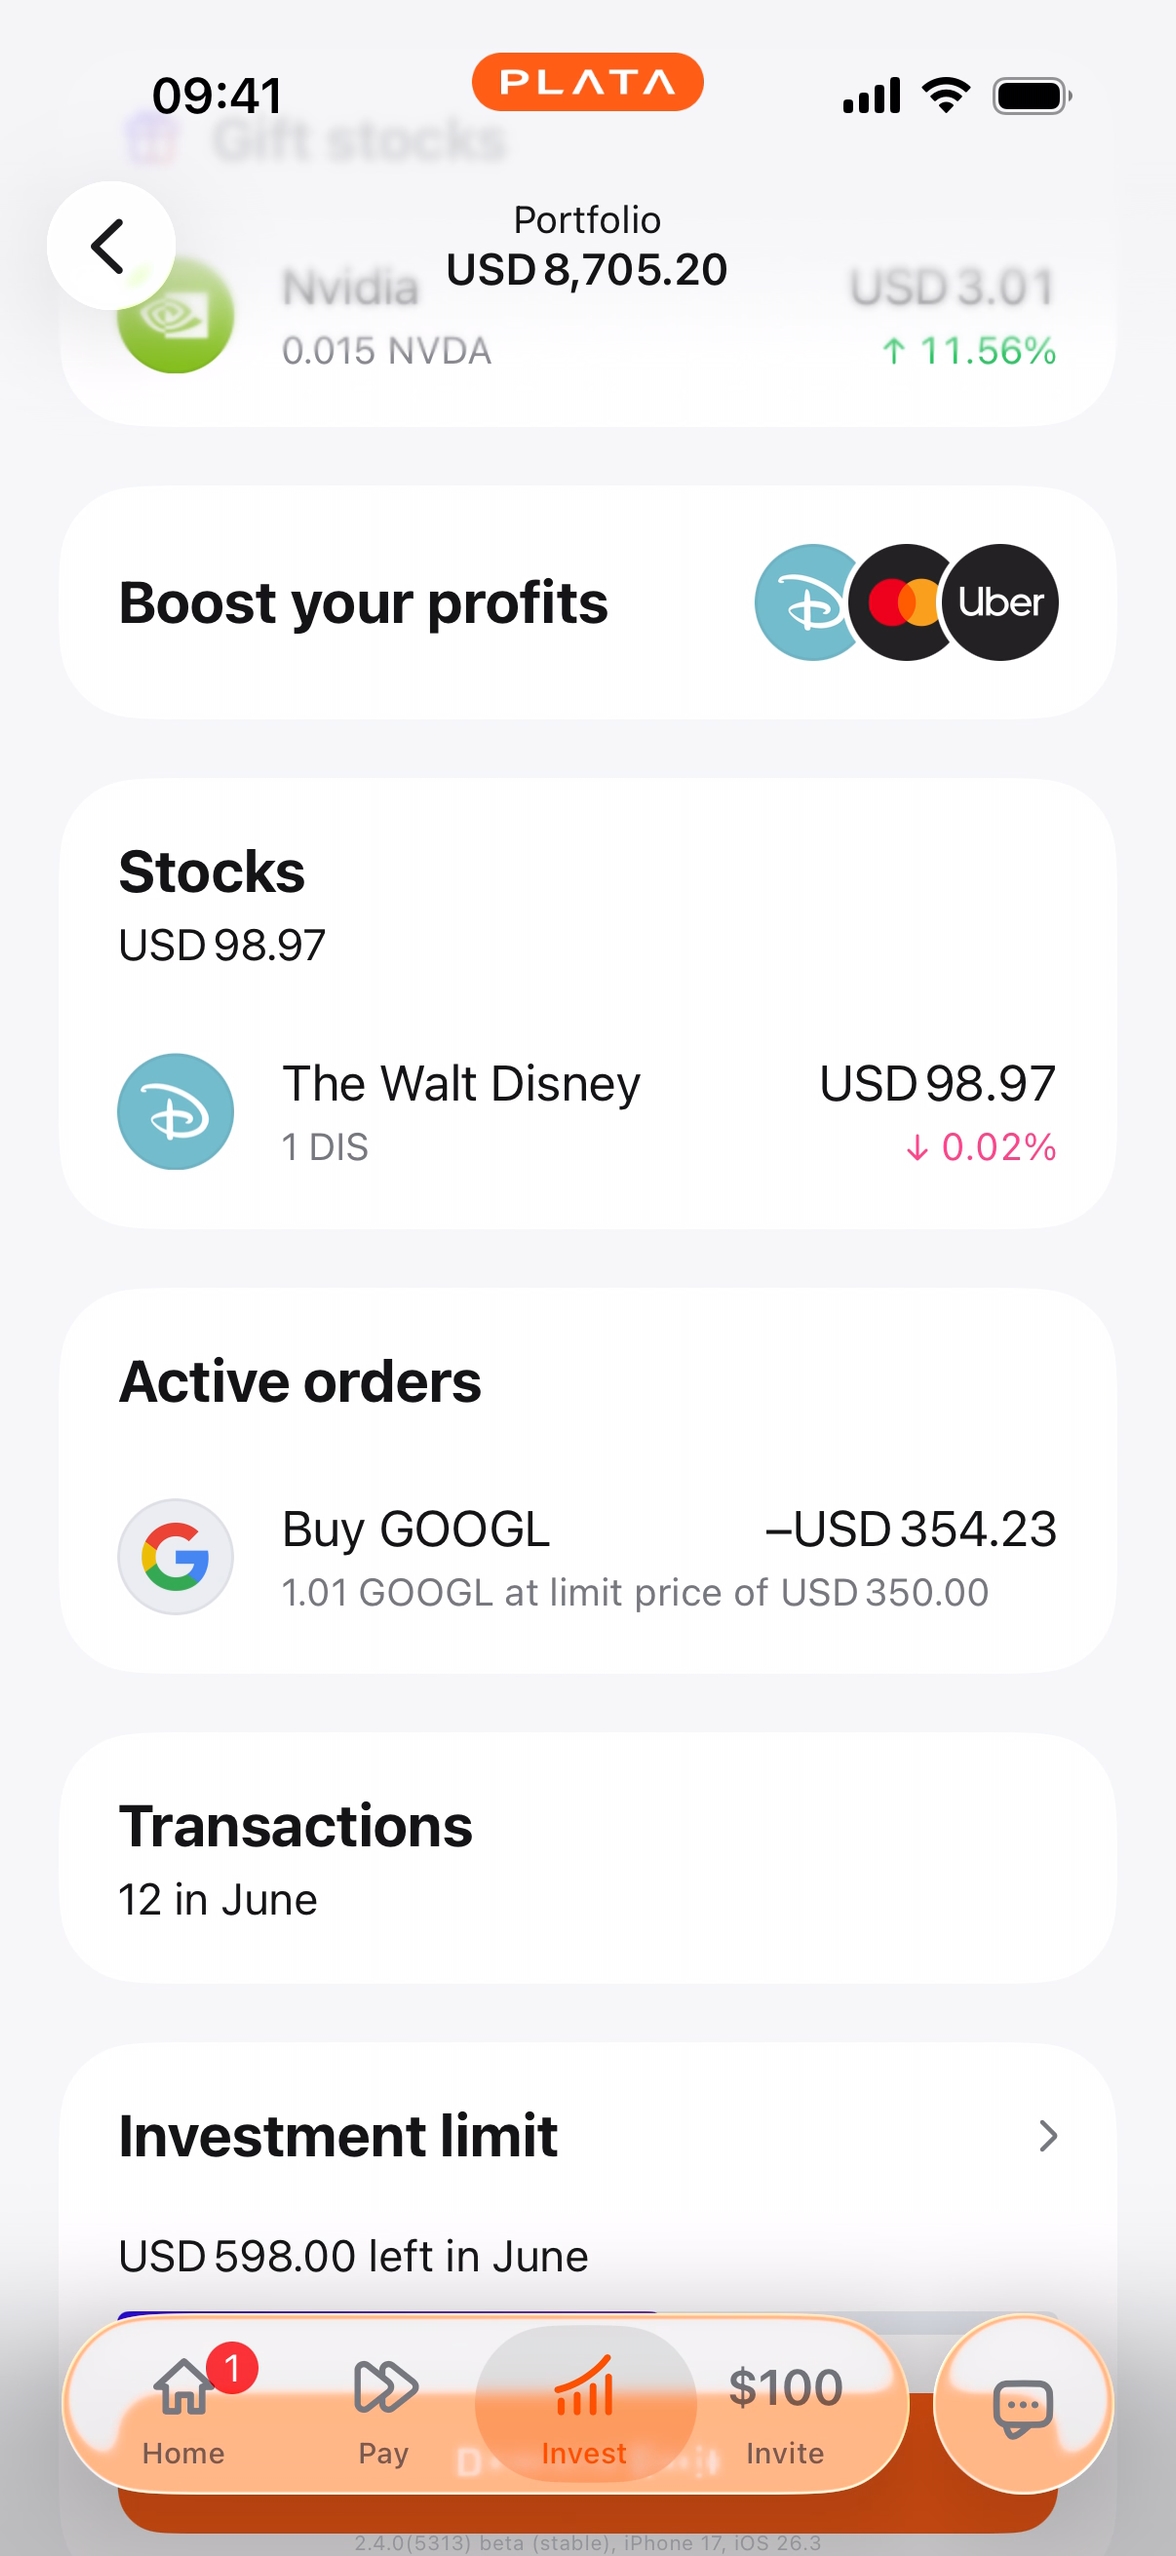 09:41
PLATA
Gift stocks
Portfolio
USD 8,705.20
Nvidia
USD 3.01
0.015 NVDA
↑ 11.56%
Boost your profits
Uber
Stocks
USD 98.97
The Walt Disney
USD 98.97
1 DIS
↓ 0.02%
Active orders
Buy GOOGL
–USD 354.23
1.01 GOOGL at limit price of USD 350.00
Transactions
12 in June
Investment limit
USD 598.00 left in June
1
$100
Home
Pay
Invest
Invite
2.4.0(5313) beta (stable), iPhone 17, iOS 26.3